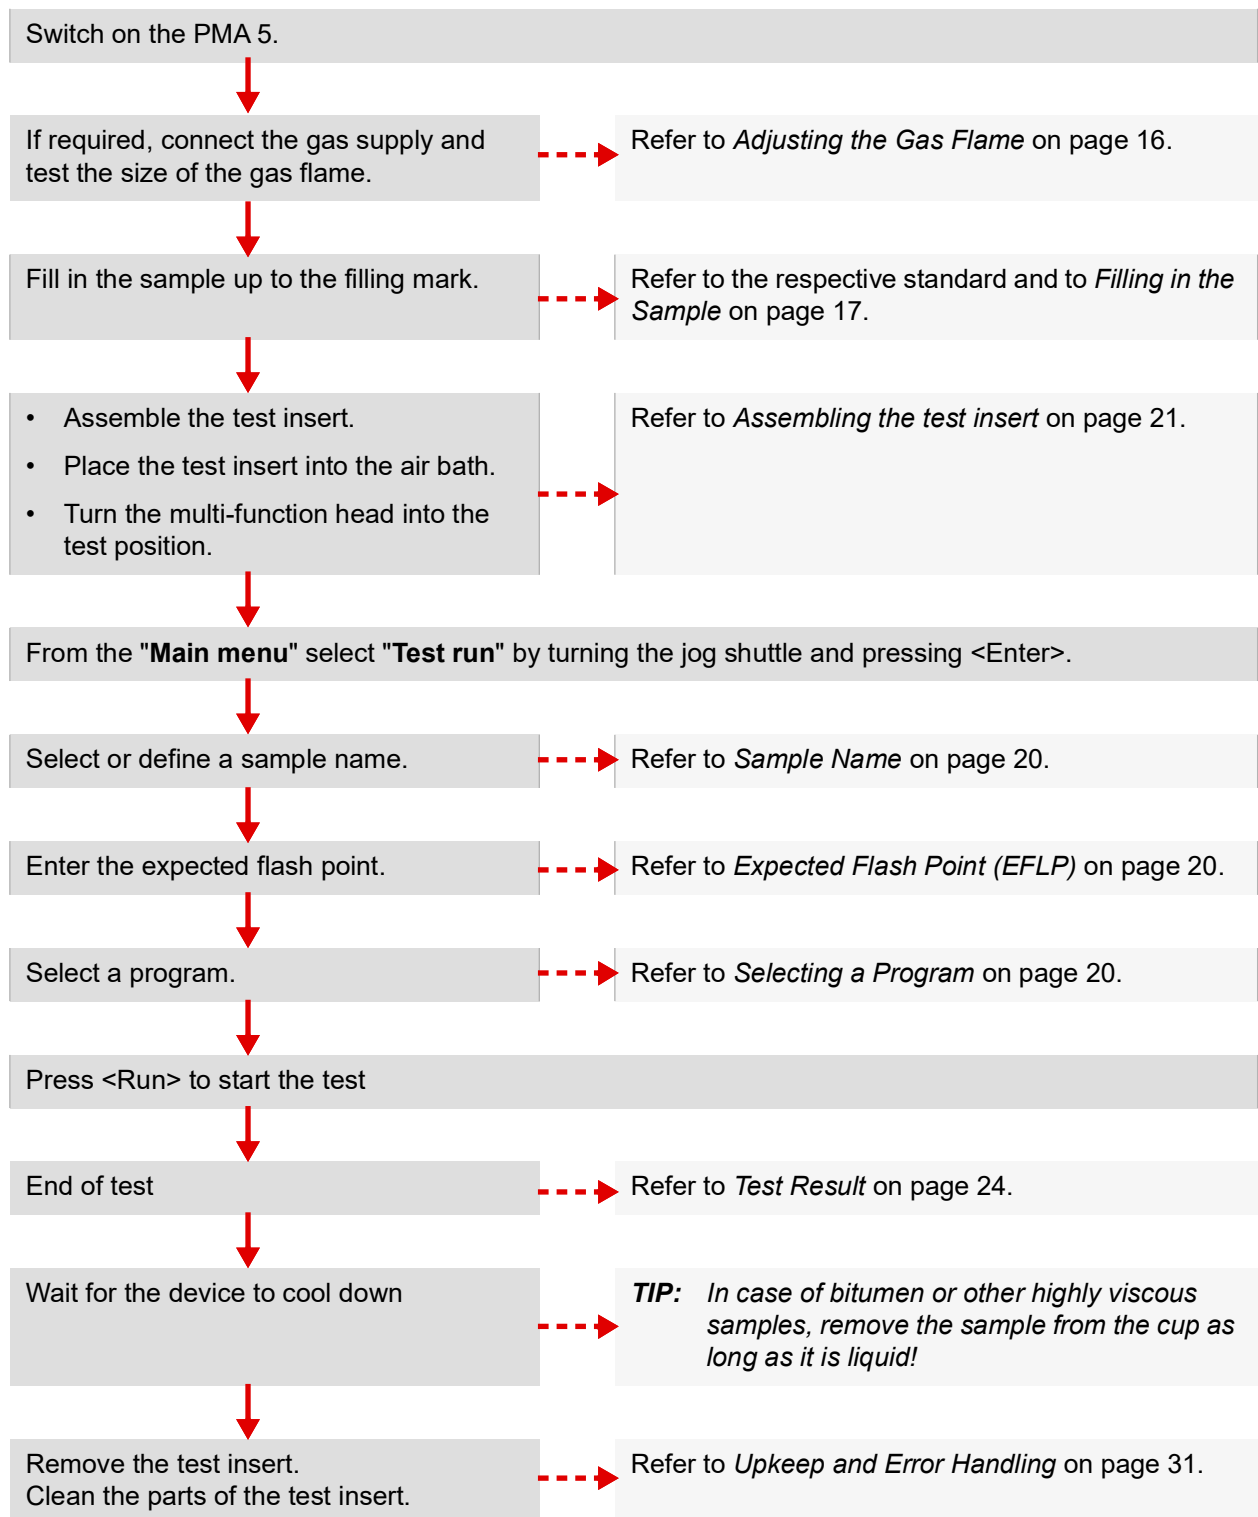 Switch on the PMA 5.
If required, connect the gas supply and
test the size of the gas flame.
Refer to Adjusting the Gas Flame on page 16.
Fill in the sample up to the filling mark.
Refer to the respective standard and to Filling in the
Sample on page 17.
• Assemble the test insert.
• Place the test insert into the air bath.
• Turn the multi-function head into the
test position.
Refer to Assembling the test insert on page 21.
From the "Main menu" select "Test run" by turning the jog shuttle and pressing <Enter>.
Select or define a sample name.
Refer to Sample Name on page 20.
Enter the expected flash point.
Refer to Expected Flash Point (EFLP) on page 20.
Select a program.
Refer to Selecting a Program on page 20.
Press <Run> to start the test
End of test
Refer to Test Result on page 24.
Wait for the device to cool down
TIP: In case of bitumen or other highly viscous
samples, remove the sample from the cup as
long as it is liquid!
Remove the test insert.
Clean the parts of the test insert.
Refer to Upkeep and Error Handling on page 31.